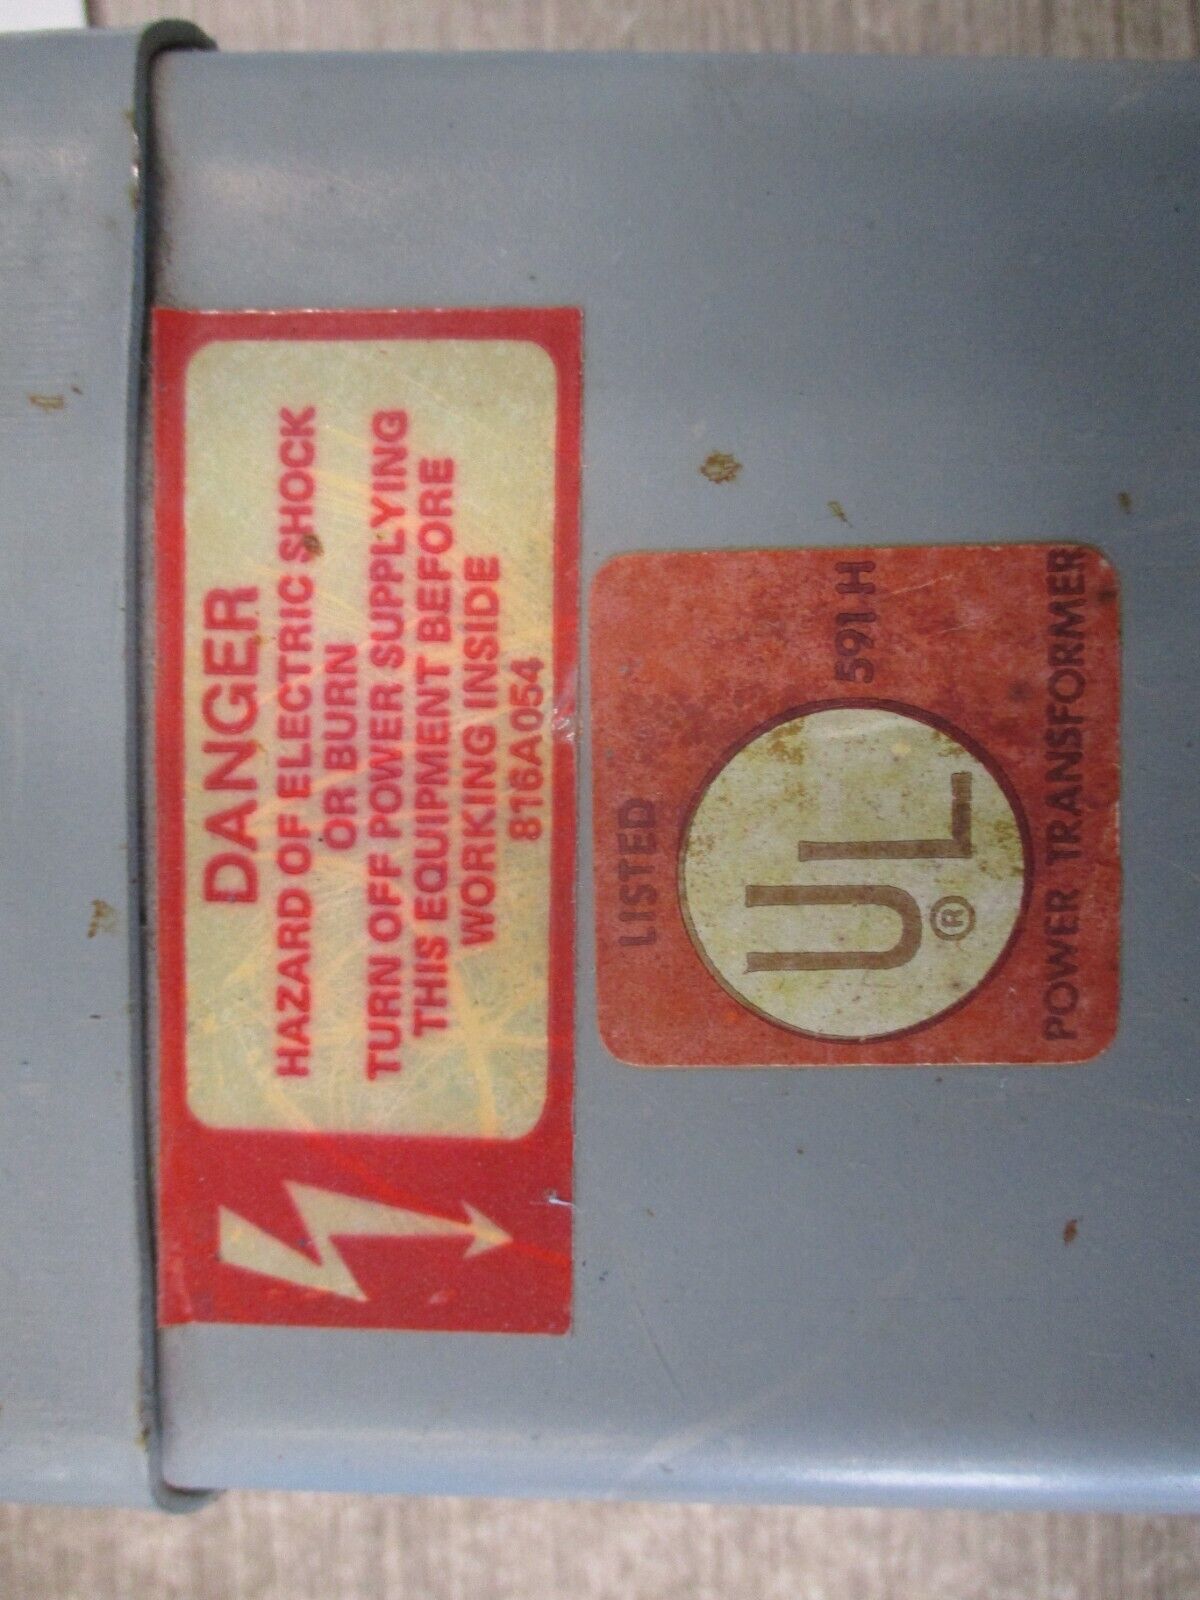 DANGER
HAZARD OF ELECTRIC SHOCK
OR BURN
TURN OFF POWER SUPPLYING
THIS EQUIPMENT BEFORE
WORKING INSIDE
816A054
LISTED
UL ® 591 H
POWER TRANSFORMER